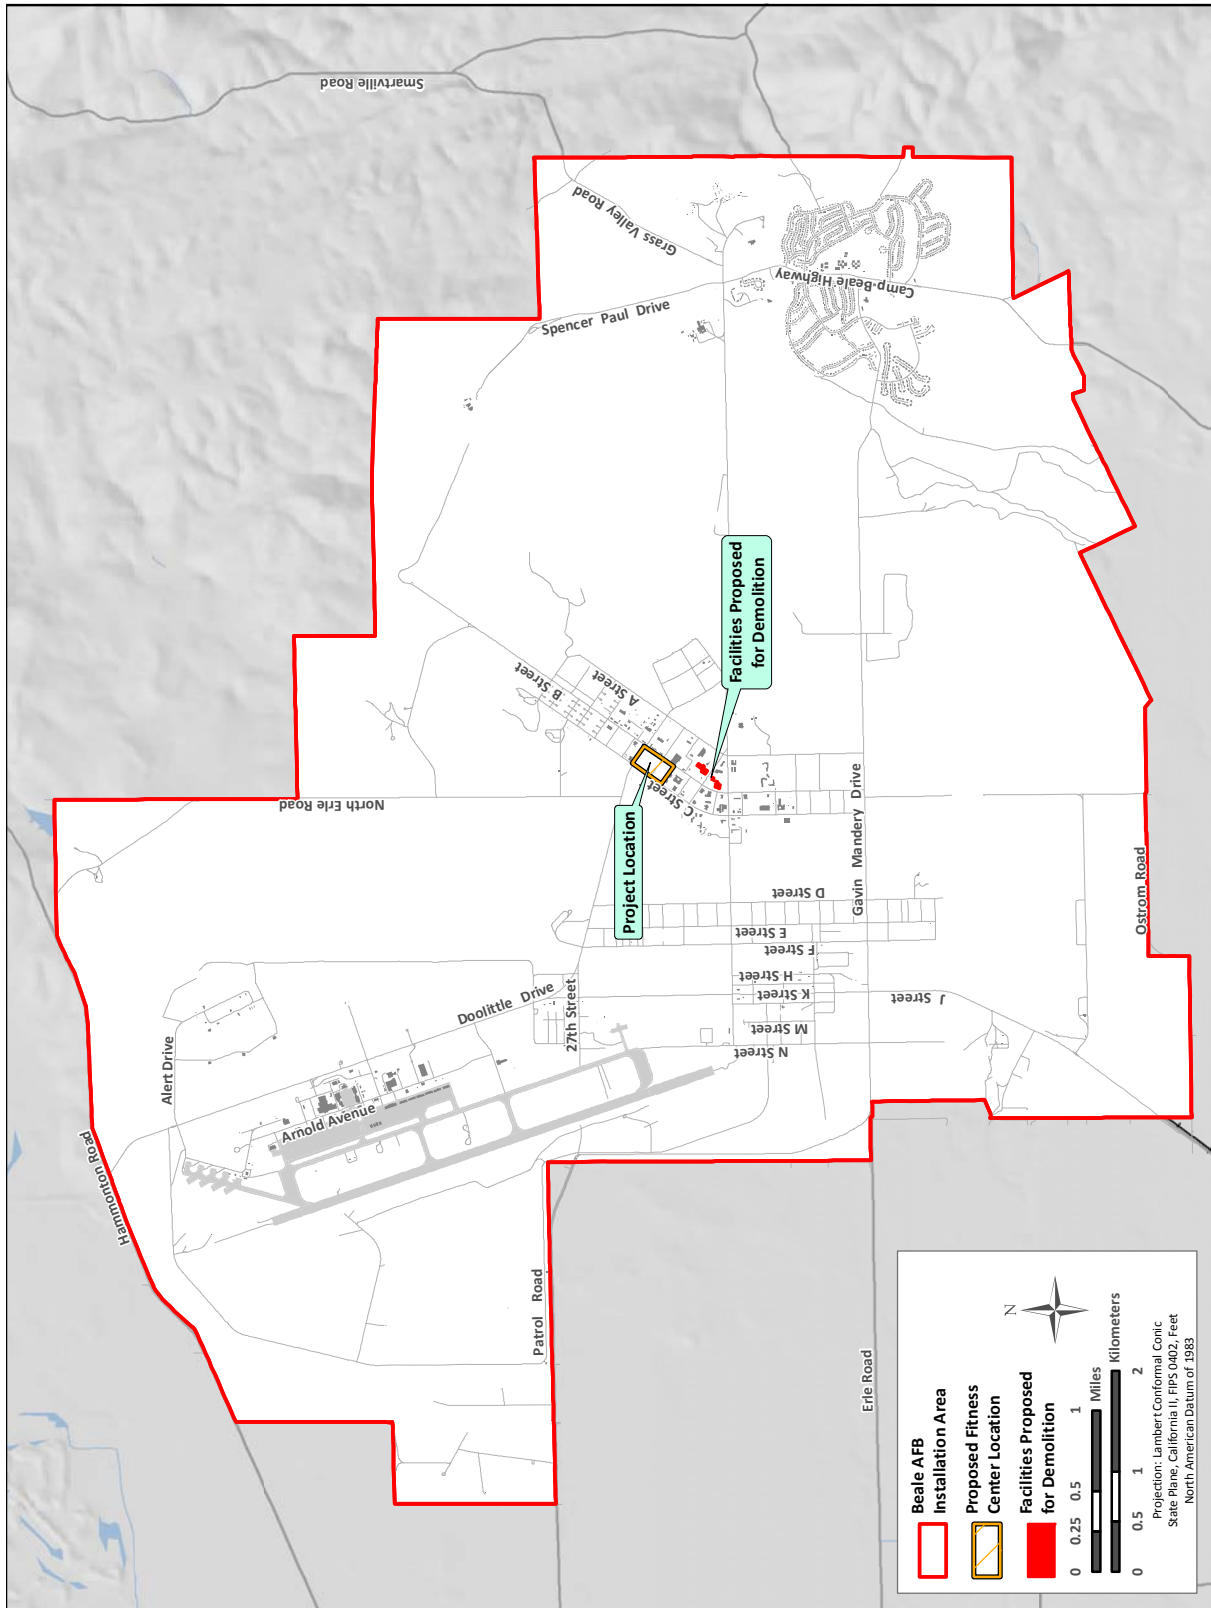 Smartville Road
Grass Valley Road
Spencer Paul Drive
Camp Beale Highway
Facilities Proposed
for Demolition
B Street
A Street
C Street
Project Location
North Erle Road
Gavin Mandery Drive
Ostrom Road
D Street
E Street
F Street
H Street
K Street
J Street
M Street
N Street
27th Street
Doolittle Drive
Alert Drive
Arnold Avenue
Hammonton Road
Patrol Road
Erle Road
Beale AFB
Installation Area
Proposed Fitness
Center Location
Facilities Proposed
for Demolition
N
0 0.25 0.5 1
Miles
Kilometers
0 0.5 1 2
Projection: Lambert Conformal Conic
State Plane, California II, FIPS 0402, Feet
North American Datum of 1983